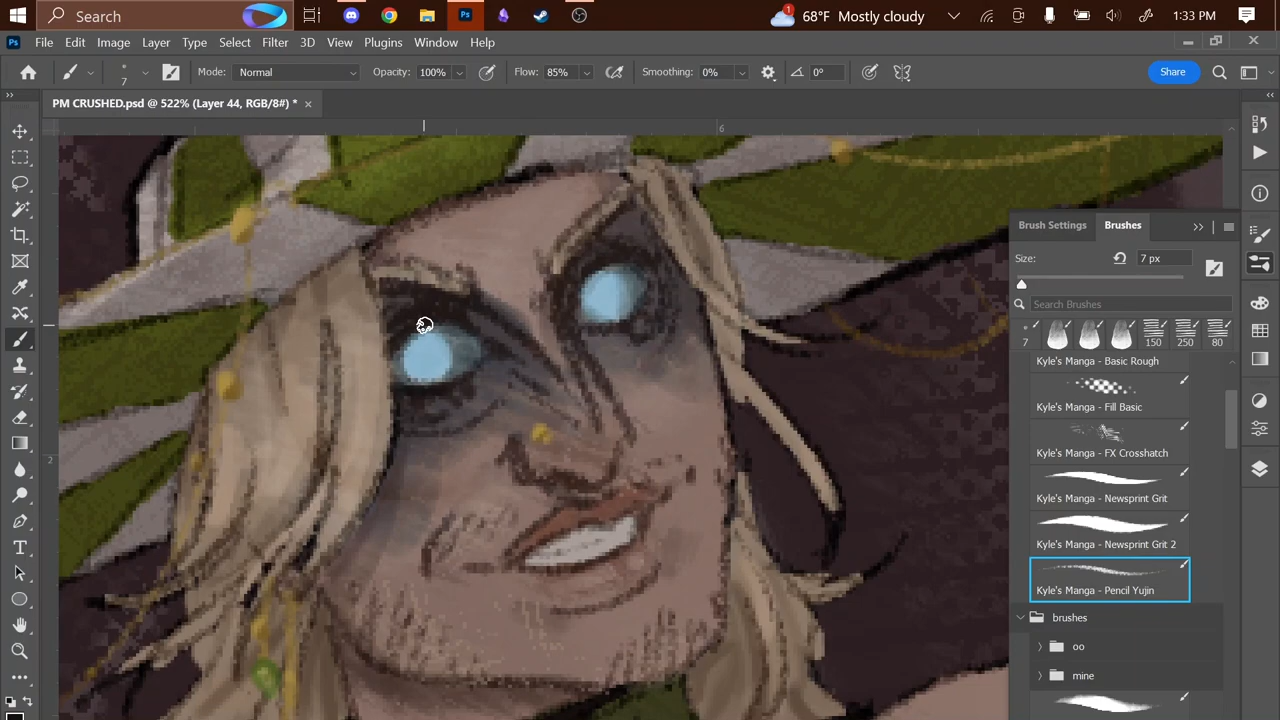 Search
1
68°F Mostly cloudy
1:33 PM
Ps
File Edit Image Layer Type Select Filter 3D View Plugins Window Help
7 Mode: Normal Opacity: 100% Flow: 85% Smoothing: 0% 0° Share
PM CRUSHED.psd @ 522% (Layer 44, RGB/8#) * ×
6
2
Brush Settings Brushes
Size: 7 px
Search Brushes
7 150 250 80
Kyle's Manga - Basic Rough
Kyle's Manga - Fill Basic
Kyle's Manga - FX Crosshatch
Kyle's Manga - Newsprint Grit
Kyle's Manga - Newsprint Grit 2
Kyle's Manga - Pencil Yujin
brushes
oo
mine